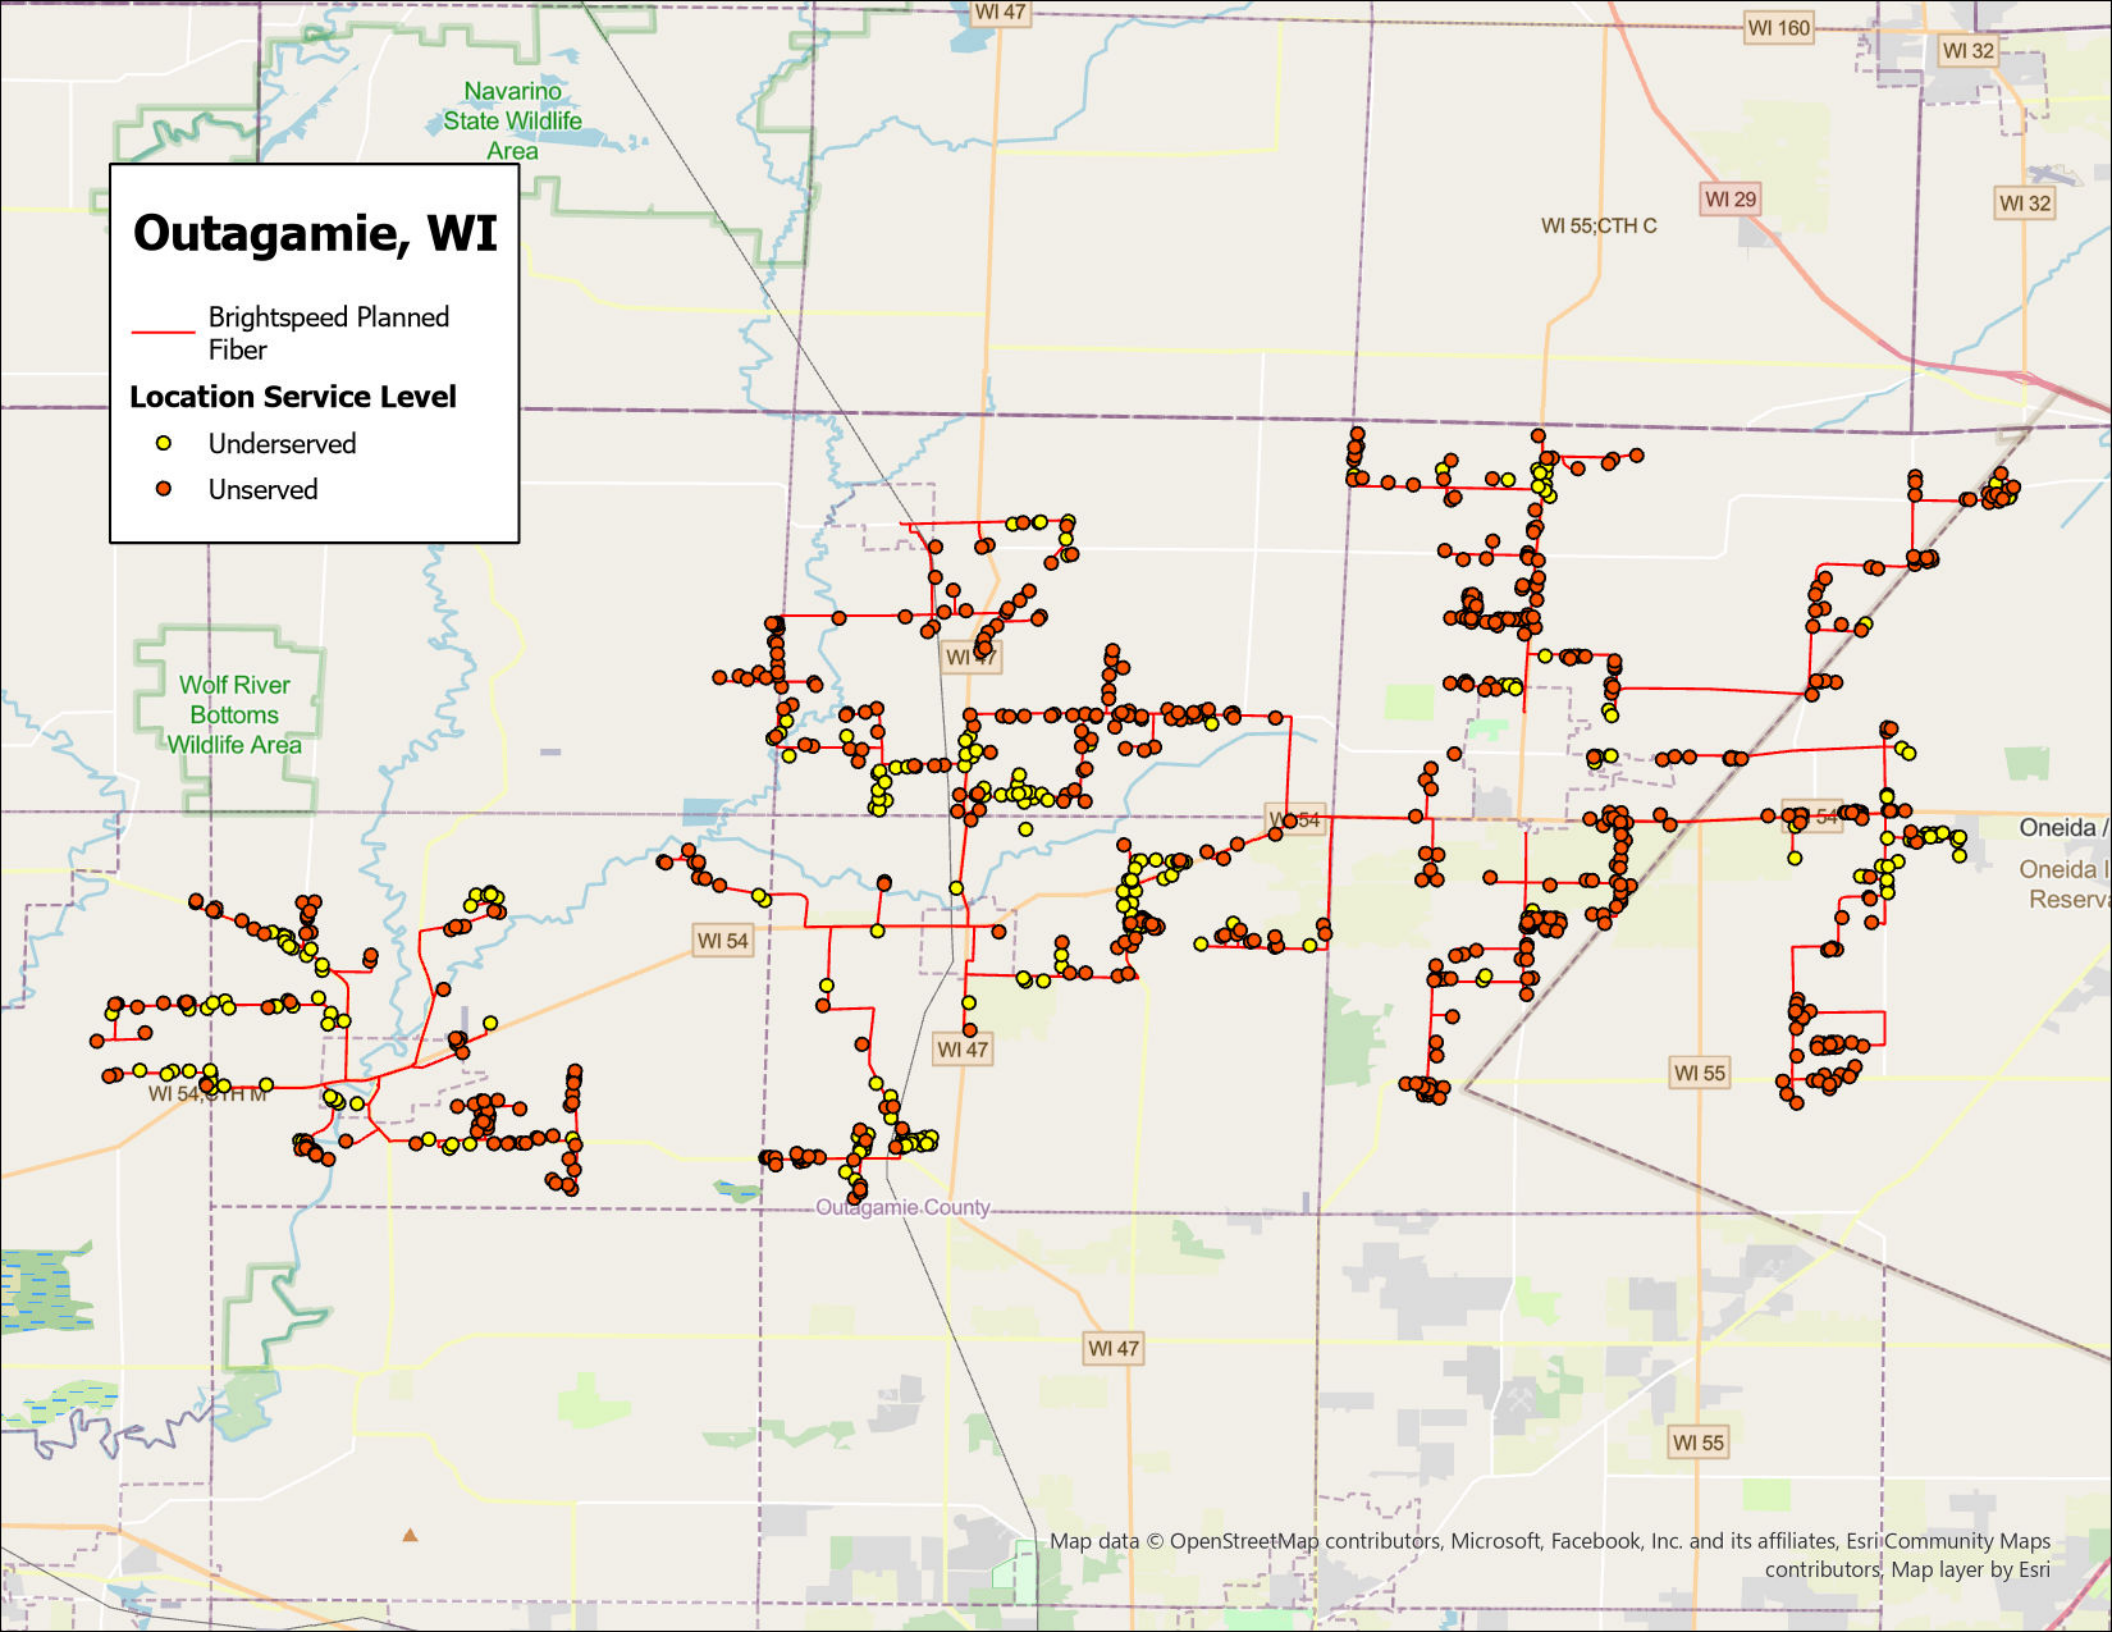 WI 47
WI 160
WI 32
Navarino
State Wildlife
Area
WI 29
WI 32
WI 55;CTH C
Outagamie, WI
Brightspeed Planned
Fiber
Location Service Level
Underserved
Unserved
WI 47
Wolf River
Bottoms
Wildlife Area
WI 54
54
Oneida /
Oneida I
Reserva
WI 54
WI 47
WI 55
WI 54;CTH M
Outagamie County
WI 47
WI 55
Map data © OpenStreetMap contributors, Microsoft, Facebook, Inc. and its affiliates, Esri Community Maps
contributors, Map layer by Esri